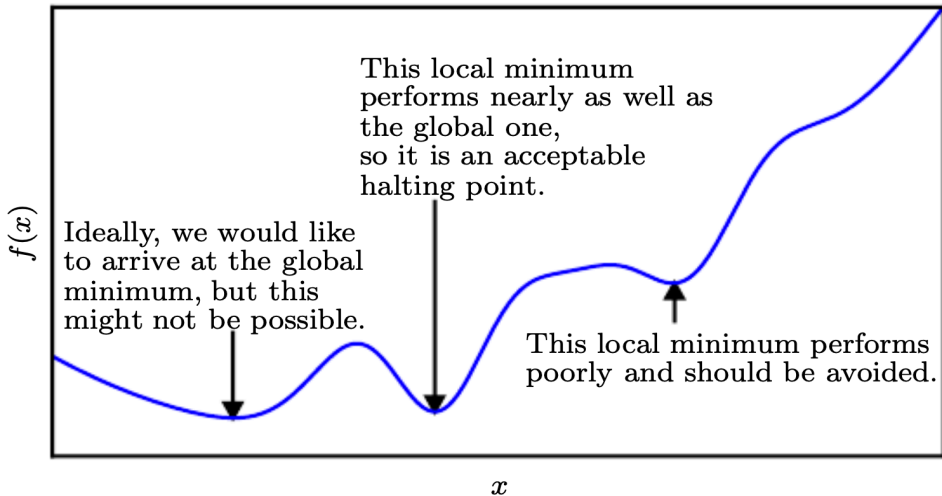 This local minimum
performs nearly as well as
the global one,
so it is an acceptable
halting point.
Ideally, we would like
to arrive at the global
minimum, but this
might not be possible.
This local minimum performs
poorly and should be avoided.
f(x)
x